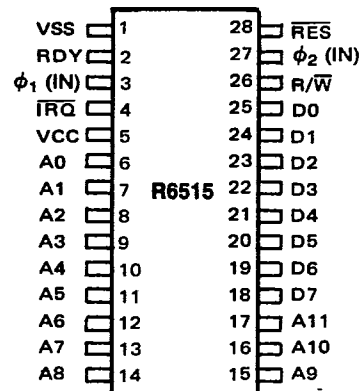 VSS 1 28 R̅E̅S̅
RDY 2 27 ϕ2 (IN)
ϕ1 (IN) 3 26 R/W̅
I̅R̅Q̅ 4 25 D0
VCC 5 24 D1
A0 6 23 D2
A1 7 R6515 22 D3
A2 8 21 D4
A3 9 20 D5
A4 10 19 D6
A5 11 18 D7
A6 12 17 A11
A7 13 16 A10
A8 14 15 A9